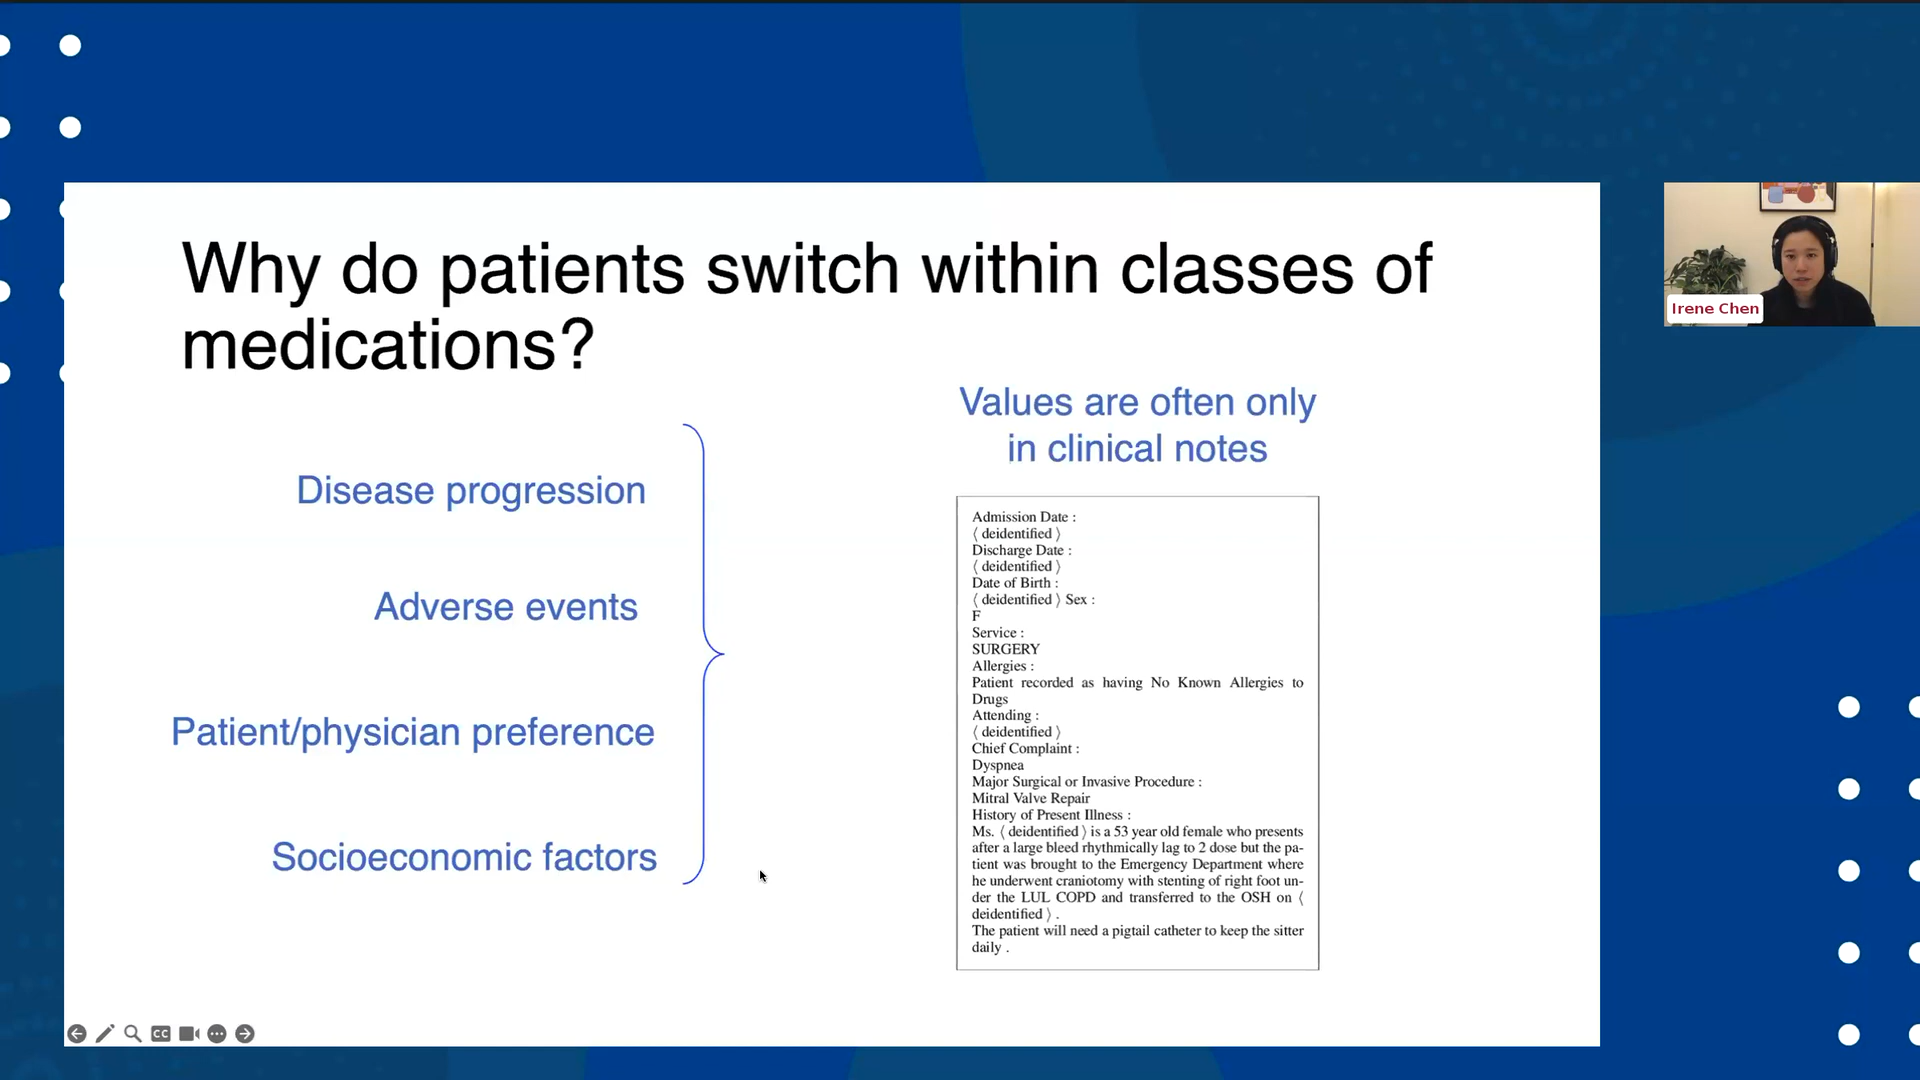 Why do patients switch within classes of
medications?
Disease progression
Adverse events
Patient/physician preference
Socioeconomic factors
Values are often only
in clinical notes
Admission Date :
⟨ deidentified ⟩
Discharge Date :
⟨ deidentified ⟩
Date of Birth :
⟨ deidentified ⟩ Sex :
F
Service :
SURGERY
Allergies :
Patient recorded as having No Known Allergies to
Drugs
Attending :
⟨ deidentified ⟩
Chief Complaint :
Dyspnea
Major Surgical or Invasive Procedure :
Mitral Valve Repair
History of Present Illness :
Ms. ⟨ deidentified ⟩ is a 53 year old female who presents
after a large bleed rhythmically lag to 2 dose but the pa-
tient was brought to the Emergency Department where
he underwent craniotomy with stenting of right foot un-
der the LUL COPD and transferred to the OSH on ⟨
deidentified ⟩ .
The patient will need a pigtail catheter to keep the sitter
daily .
CC
Irene Chen